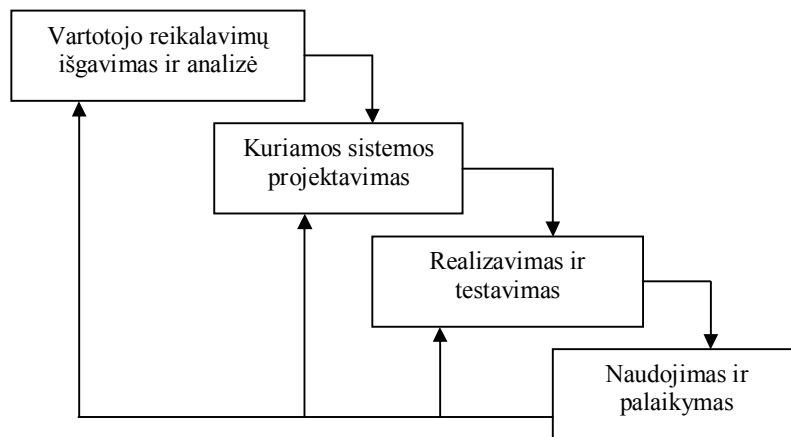 Vartotojo reikalavimų
išgavimas ir analizė
Kuriamos sistemos
projektavimas
Realizavimas ir
testavimas
Naudojimas ir
palaikymas